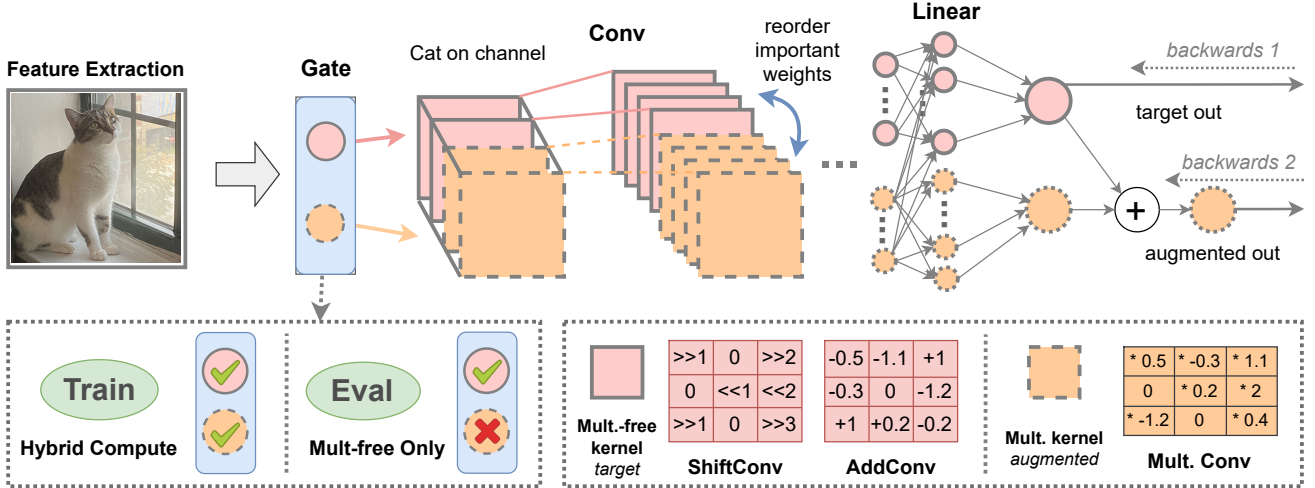 Feature Extraction
Gate
Cat on channel
Conv
reorder
important
weights
Linear
backwards 1
target out
backwards 2
+
augmented out
Train
Hybrid Compute
Eval
Mult-free Only
Mult.-free
kernel
target
>>1 0 >>2
0 <<1 <<2
>>1 0 >>3
ShiftConv
-0.5 -1.1 +1
-0.3 0 -1.2
+1 +0.2 -0.2
AddConv
Mult. kernel
augmented
* 0.5 * -0.3 * 1.1
0 * 0.2 * 2
* -1.2 0 * 0.4
Mult. Conv